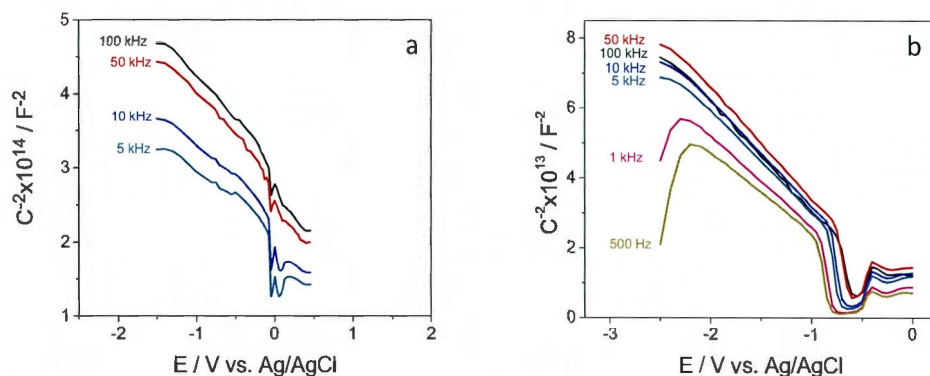 a
100 kHz
50 kHz
10 kHz
5 kHz
5
4
3
2
1
-2
-1
0
1
2
C⁻²x10¹⁴ / F⁻²
E / V vs. Ag/AgCl
b
50 kHz
100 kHz
10 kHz
5 kHz
1 kHz
500 Hz
8
6
4
2
0
-3
-2
-1
0
C⁻²x10¹³ / F⁻²
E / V vs. Ag/AgCl